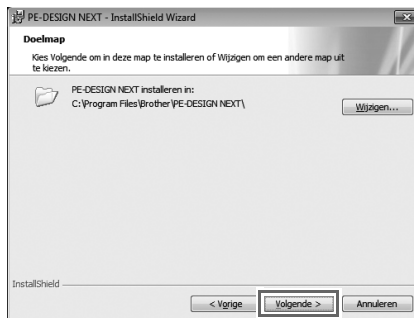 PE-DESIGN NEXT - InstallShield Wizard
Doelmap
Kies Volgende om in deze map te installeren of Wijzigen om een andere map uit
te kiezen.
PE-DESIGN NEXT installeren in:
C:\Program Files\Brother\PE-DESIGN NEXT\
Wijzigen...
InstallShield
< Vorige
Volgende >
Annuleren